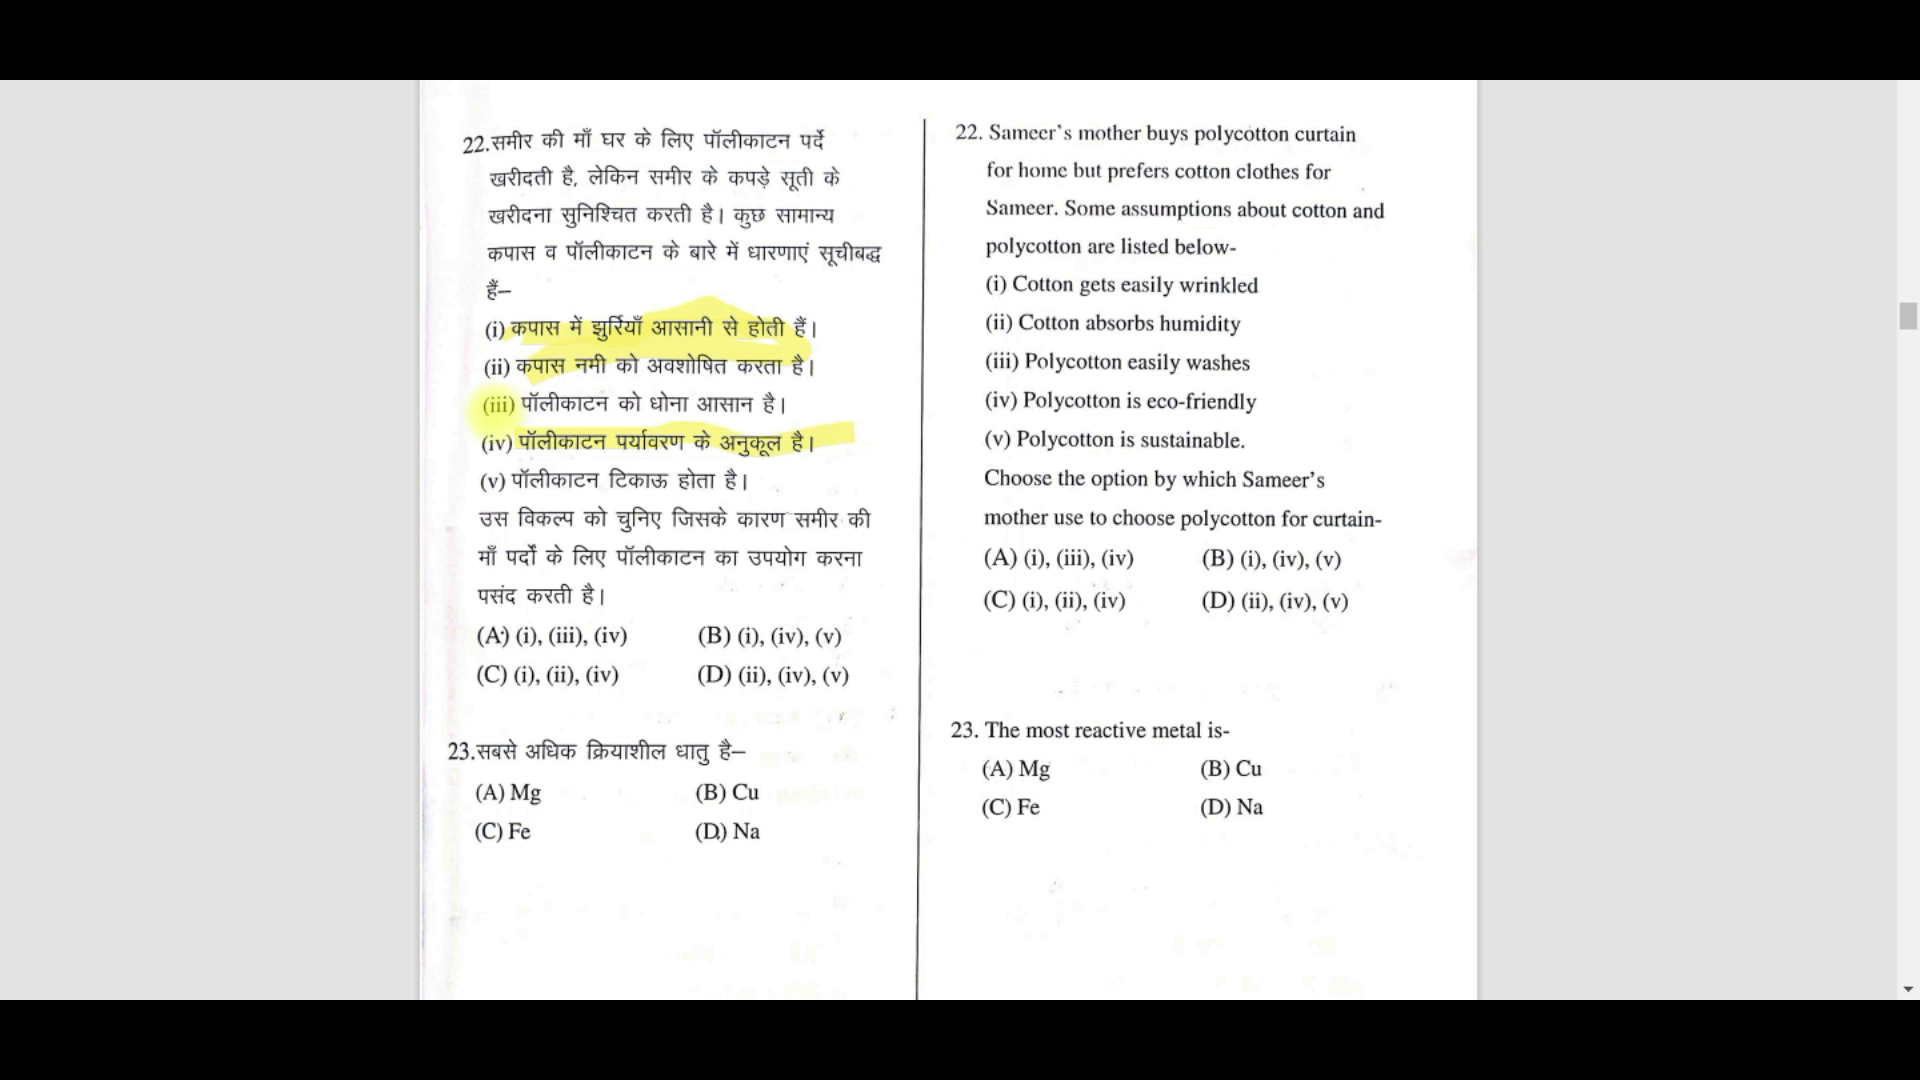 22.समीर की माँ घर के लिए पॉलीकाटन पर्दे
खरीदती है, लेकिन समीर के कपड़े सूती के
खरीदना सुनिश्चित करती है। कुछ सामान्य
कपास व पॉलीकाटन के बारे में धारणाएं सूचीबद्ध
हैं–
(i) कपास में झुर्रियाँ आसानी से होती हैं।
(ii) कपास नमी को अवशोषित करता है।
(iii) पॉलीकाटन को धोना आसान है।
(iv) पॉलीकाटन पर्यावरण के अनुकूल है।
(v) पॉलीकाटन टिकाऊ होता है।
उस विकल्प को चुनिए जिसके कारण समीर की
माँ पर्दों के लिए पॉलीकाटन का उपयोग करना
पसंद करती है।
(A) (i), (iii), (iv) (B) (i), (iv), (v)
(C) (i), (ii), (iv) (D) (ii), (iv), (v)
23.सबसे अधिक क्रियाशील धातु है–
(A) Mg (B) Cu
(C) Fe (D) Na
22. Sameer's mother buys polycotton curtain
for home but prefers cotton clothes for
Sameer. Some assumptions about cotton and
polycotton are listed below-
(i) Cotton gets easily wrinkled
(ii) Cotton absorbs humidity
(iii) Polycotton easily washes
(iv) Polycotton is eco-friendly
(v) Polycotton is sustainable.
Choose the option by which Sameer's
mother use to choose polycotton for curtain-
(A) (i), (iii), (iv) (B) (i), (iv), (v)
(C) (i), (ii), (iv) (D) (ii), (iv), (v)
23. The most reactive metal is-
(A) Mg (B) Cu
(C) Fe (D) Na